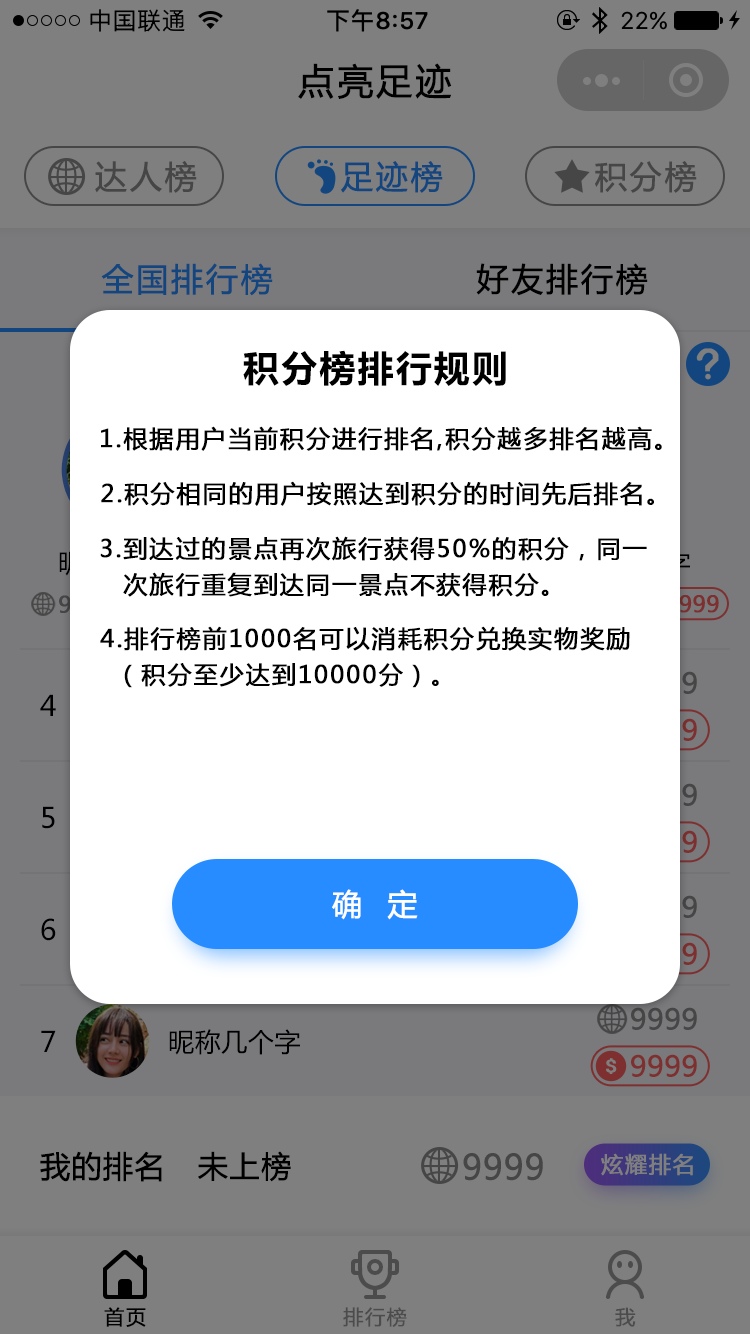 中国联通 下午8:57 22%
点亮足迹
达人榜 足迹榜 积分榜
全国排行榜 好友排行榜
积分榜排行规则
1.根据用户当前积分进行排名,积分越多排名越高。
2.积分相同的用户按照达到积分的时间先后排名。
3.到达过的景点再次旅行获得50%的积分，同一
次旅行重复到达同一景点不获得积分。
4.排行榜前1000名可以消耗积分兑换实物奖励
（积分至少达到10000分）。
确 定
字
9 999
4 9
9
5 9
9
6 9
9
7 昵称几个字 9999
$ 9999
我的排名 未上榜 9999 炫耀排名
首页 排行榜 我